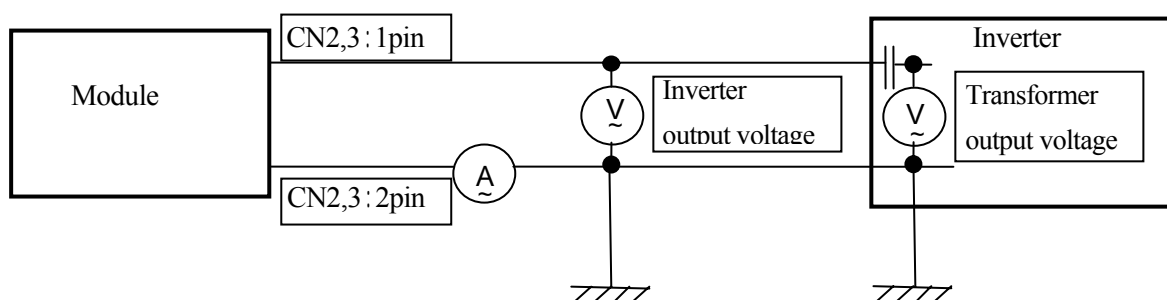 CN2,3：1pin
Inverter
Module
Inverter
output voltage
V
~
V
~
Transformer
output voltage
A
~
CN2,3：2pin